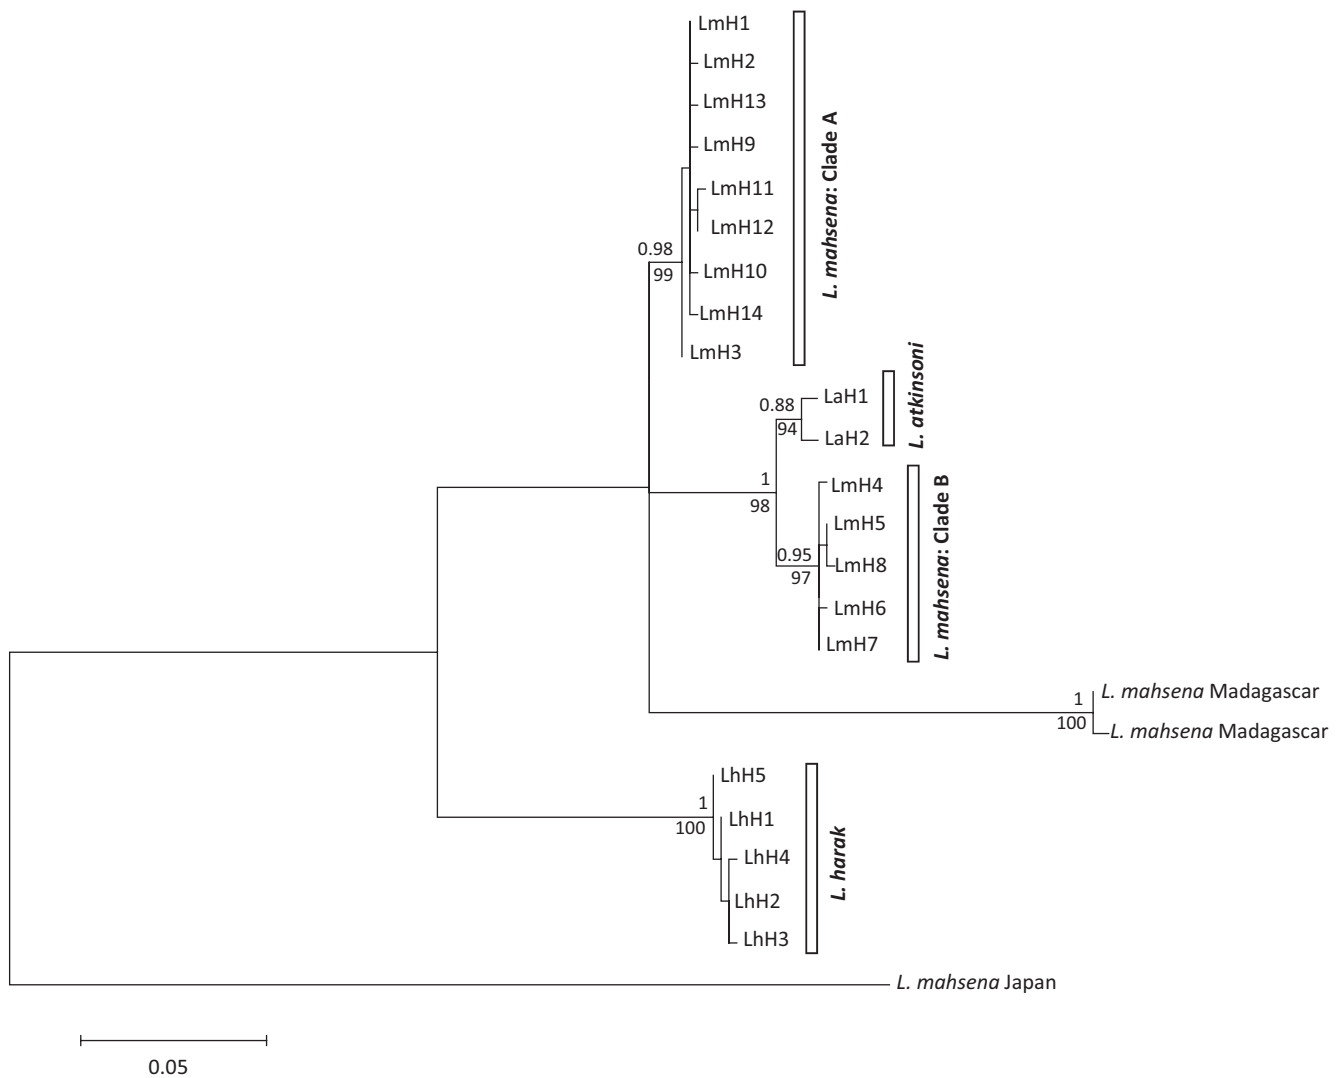 LmH1
LmH2
LmH13
LmH9
LmH11
LmH12
LmH10
LmH14
LmH3
0.98
99
L. mahsena: Clade A
LaH1
LaH2
0.88
94
L. atkinsoni
1
98
LmH4
LmH5
LmH8
LmH6
LmH7
0.95
97
L. mahsena: Clade B
L. mahsena Madagascar
L. mahsena Madagascar
1
100
LhH5
LhH1
LhH4
LhH2
LhH3
1
100
L. harak
L. mahsena Japan
0.05